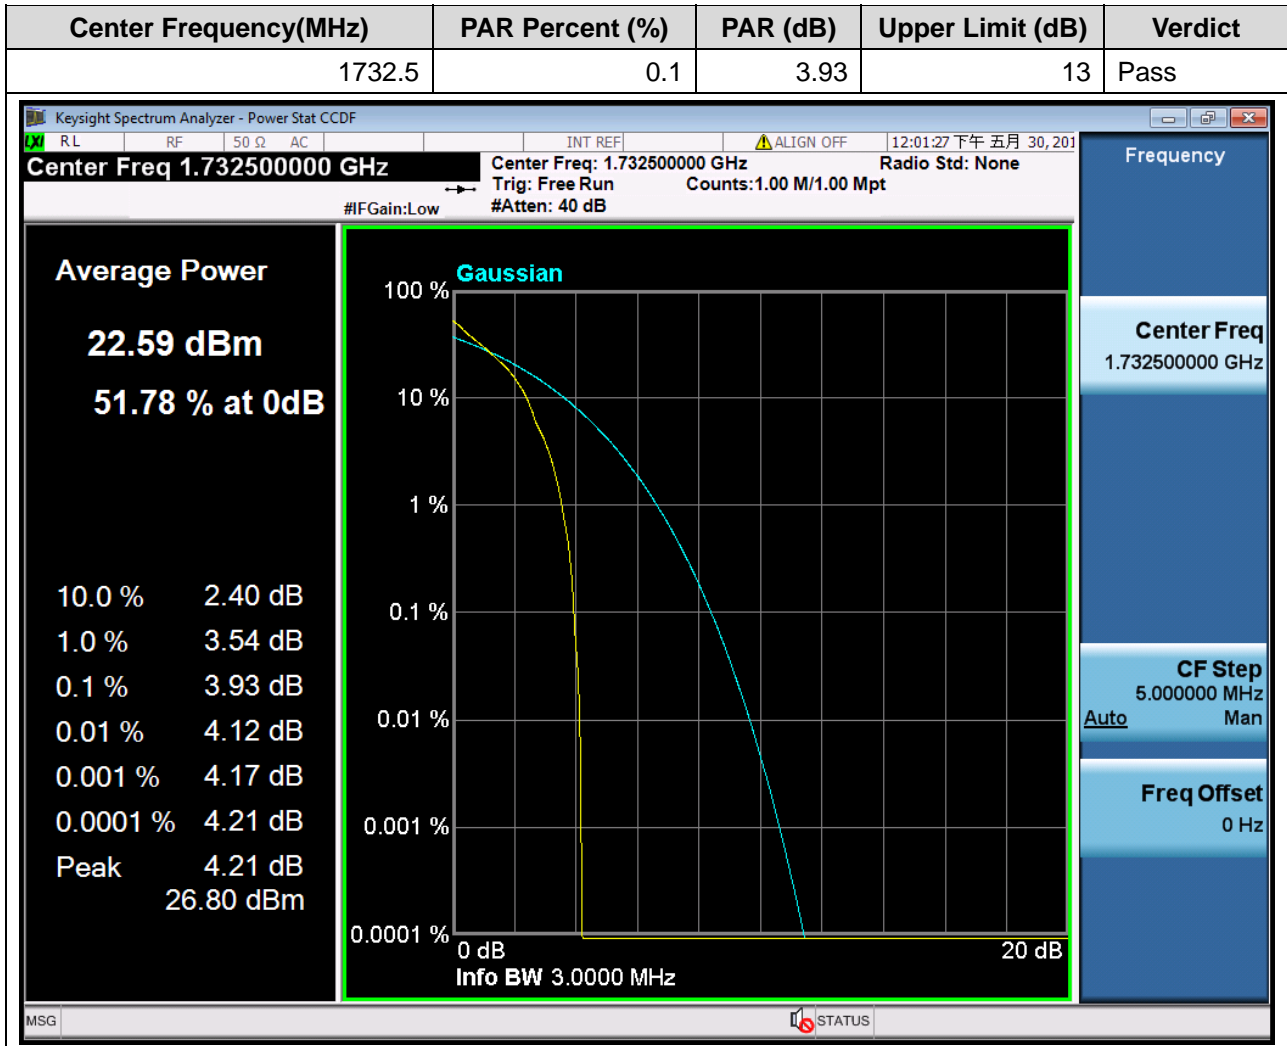 Center Frequency(MHz) PAR Percent (%) PAR (dB) Upper Limit (dB) Verdict
1732.5 0.1 3.93 13 Pass
Keysight Spectrum Analyzer - Power Stat CCDF
LXI RL RF 50 Ω AC INT REF ALIGN OFF 12:01:27 下午 五月 30, 201
Center Freq 1.732500000 GHz
Center Freq: 1.732500000 GHz Radio Std: None
Trig: Free Run Counts:1.00 M/1.00 Mpt
#IFGain:Low #Atten: 40 dB
Average Power
22.59 dBm
51.78 % at 0dB
10.0 % 2.40 dB
1.0 % 3.54 dB
0.1 % 3.93 dB
0.01 % 4.12 dB
0.001 % 4.17 dB
0.0001 % 4.21 dB
Peak 4.21 dB
26.80 dBm
Gaussian
100 %
10 %
1 %
0.1 %
0.01 %
0.001 %
0.0001 %
0 dB 20 dB
Info BW 3.0000 MHz
Frequency
Center Freq
1.732500000 GHz
CF Step
5.000000 MHz
Auto Man
Freq Offset
0 Hz
MSG STATUS